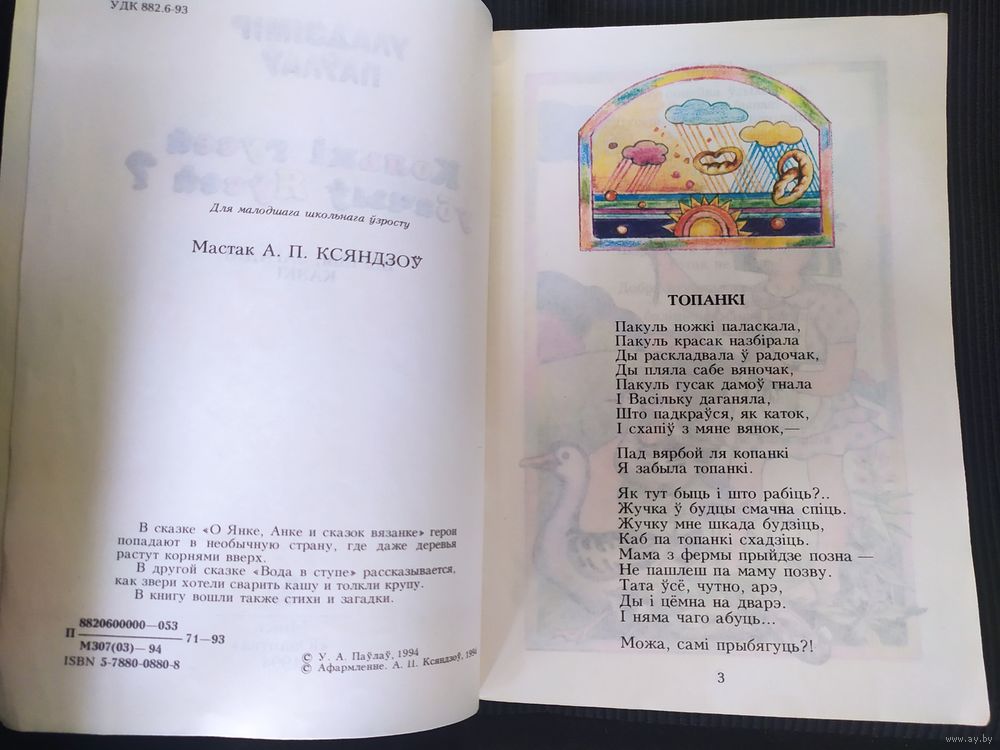 УДК 882.6-93
Для малодшага школьнага ўзросту
Мастак А. П. КСЯНДЗОЎ
В сказке «О Янке, Анке и сказок вязанке» герои
попадают в необычную страну, где даже деревья
растут корнями вверх.
В другой сказке «Вода в ступе» рассказывается,
как звери хотели сварить кашу и толкли крупу.
В книгу вошли также стихи и загадки.
П 8820600000—053 71—93
М307(03)—94
ISBN 5-7880-0880-8
© У. А. Паўлаў, 1994
© Афармленне. А. П. Ксяндзоў, 1994
ТОПАНКІ
Пакуль ножкі паласкала,
Пакуль красак назбірала
Ды раскладвала ў радочак,
Ды пляла сабе вяночак,
Пакуль гусак дамоў гнала
І Васільку даганяла,
Што падкраўся, як каток,
І схапіў з мяне вянок,—
Пад вярбой ля копанкі
Я забыла топанкі.
Як тут быць і што рабіць?..
Жучка ў будцы смачна спіць.
Жучку мне шкада будзіць,
Каб па топанкі схадзіць.
Мама з фермы прыйдзе позна —
Не пашлеш па маму позву.
Тата ўсё, чутно, арэ,
Ды і цёмна на дварэ.
І няма чаго абуць...
Можа, самі прыбягуць?!
3
www.ay.by